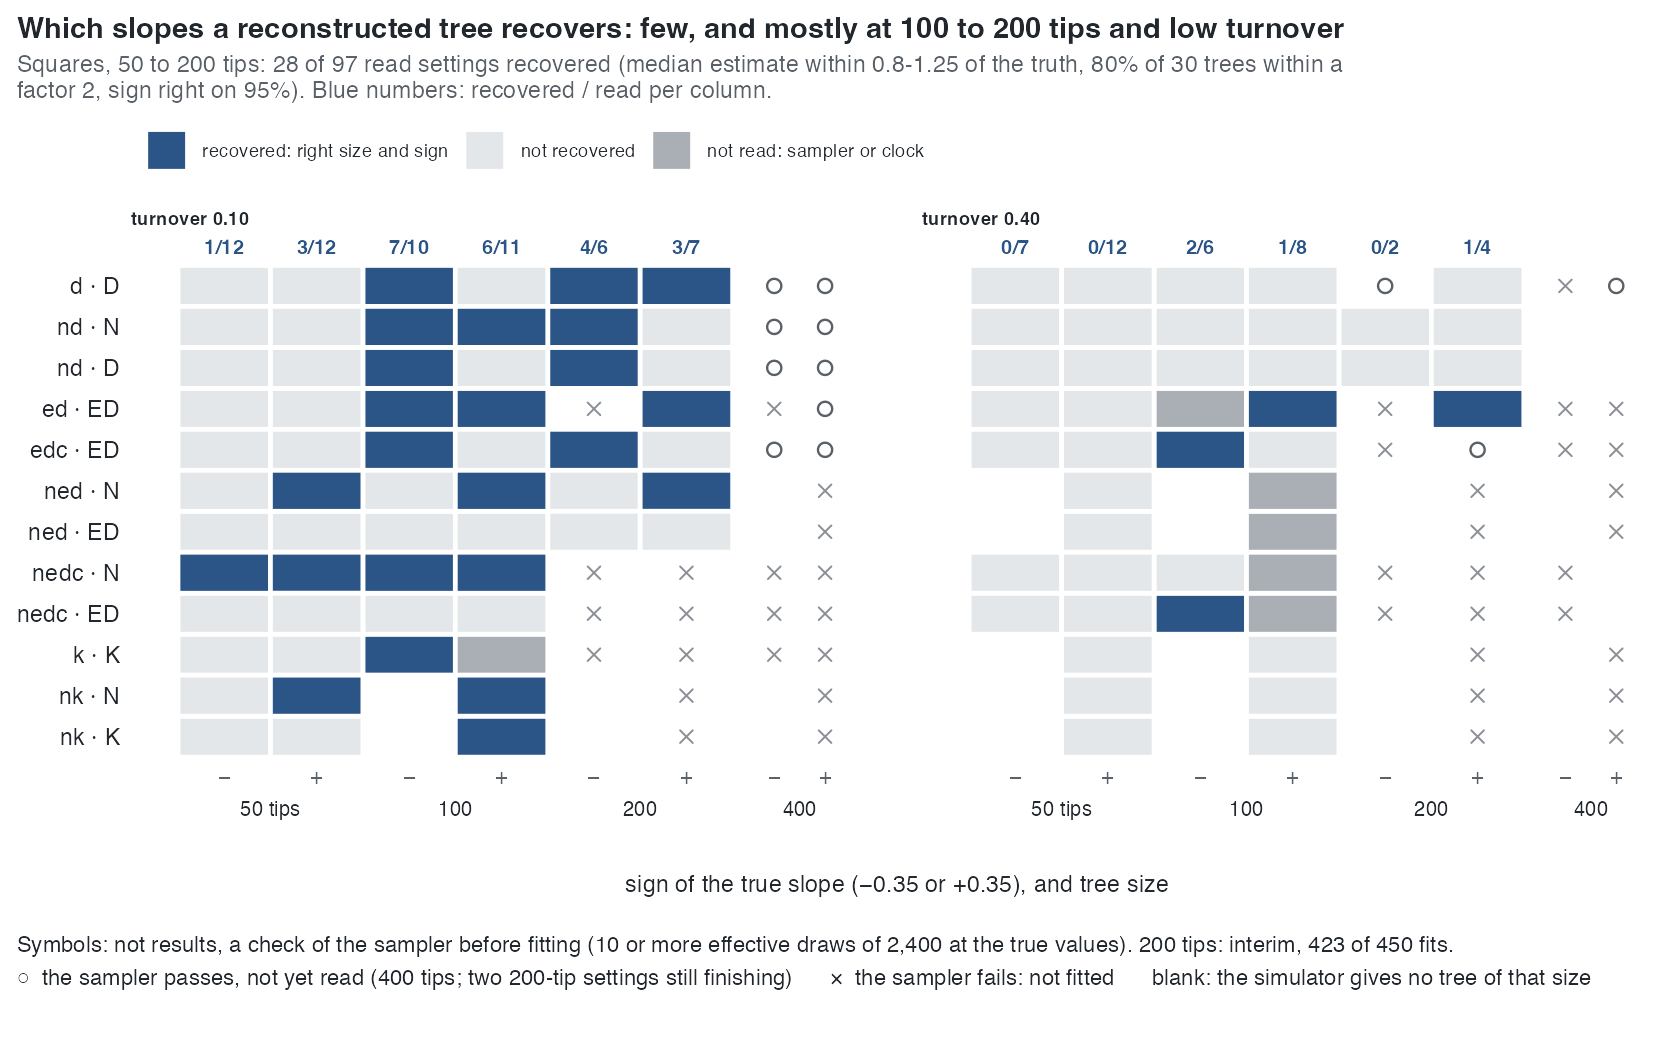 Which slopes a reconstructed tree recovers: few, and mostly at 100 to 200 tips and low turnover
Squares, 50 to 200 tips: 28 of 97 read settings recovered (median estimate within 0.8-1.25 of the truth, 80% of 30 trees within a
factor 2, sign right on 95%). Blue numbers: recovered / read per column.
recovered: right size and sign not recovered not read: sampler or clock
turnover 0.10 turnover 0.40
1/12 3/12 7/10 6/11 4/6 3/7 0/7 0/12 2/6 1/8 0/2 1/4
d · D
nd · N
nd · D
ed · ED
edc · ED
ned · N
ned · ED
nedc · N
nedc · ED
k · K
nk · N
nk · K
− + − + − + − + − + − + − + − +
50 tips 100 200 400 50 tips 100 200 400
sign of the true slope (−0.35 or +0.35), and tree size
Symbols: not results, a check of the sampler before fitting (10 or more effective draws of 2,400 at the true values). 200 tips: interim, 423 of 450 fits.
○ the sampler passes, not yet read (400 tips; two 200-tip settings still finishing) × the sampler fails: not fitted blank: the simulator gives no tree of that size